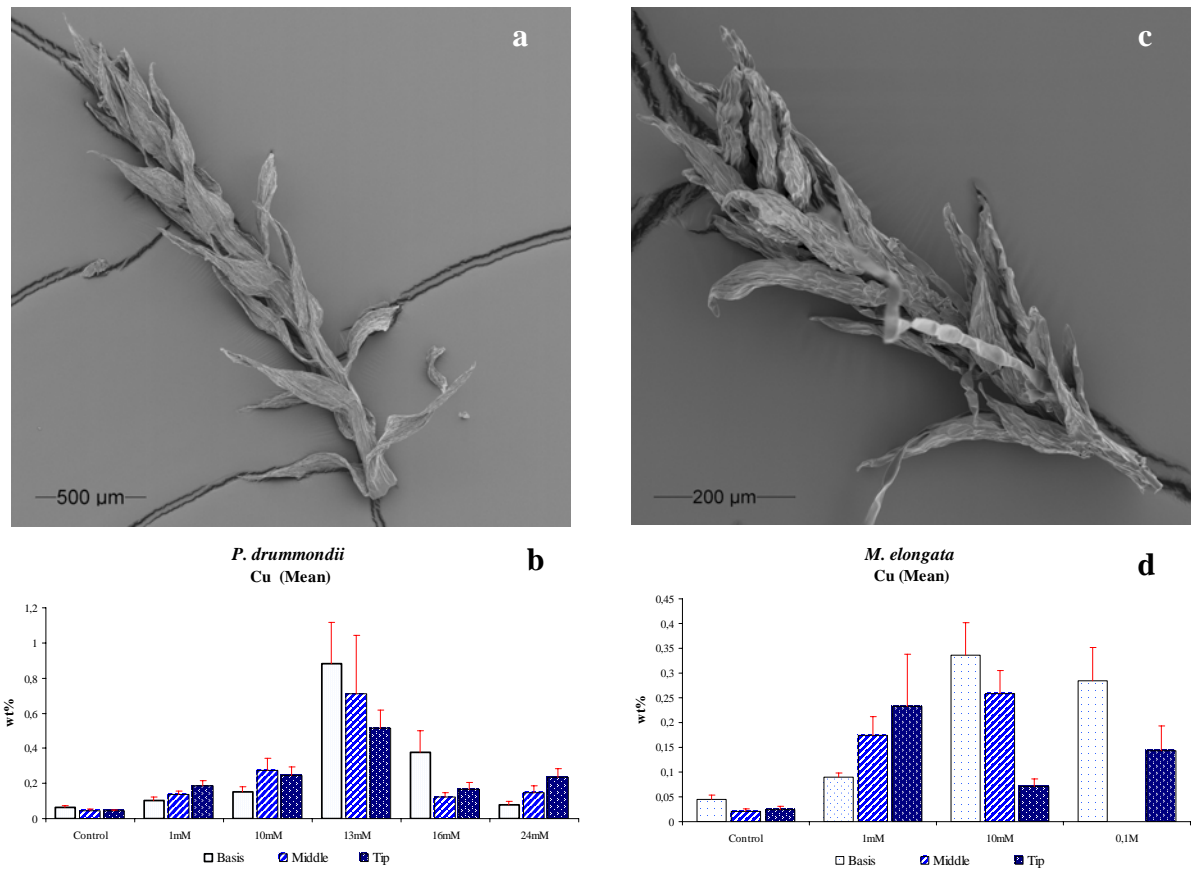 a
500 µm
P. drummondii
Cu (Mean)
b
1,2
1
0,8
0,6
0,4
0,2
0
wt%
Control 1mM 10mM 13mM 16mM 24mM
Basis Middle Tip
c
200 µm
M. elongata
Cu (Mean)
d
0,45
0,4
0,35
0,3
0,25
0,2
0,15
0,1
0,05
0
wt%
Control 1mM 10mM 0,1M
Basis Middle Tip